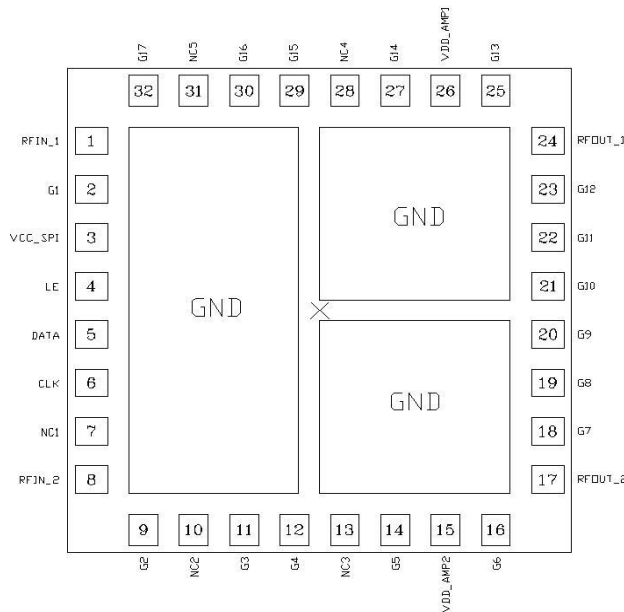 G17 NC5 G16 G15 NC4 G14 VDD_AMP1 G13
32 31 30 29 28 27 26 25
RFIN_1 1 24 RFOUT_1
G1 2 23 G12
GND
VCC_SPI 3 22 G11
LE 4 21 G10
GND
DATA 5 20 G9
CLK 6 19 G8
GND
NC1 7 18 G7
RFIN_2 8 17 RFOUT_2
9 10 11 12 13 14 15 16
G2 NC2 G3 G4 NC3 G5 VDD_AMP2 G6